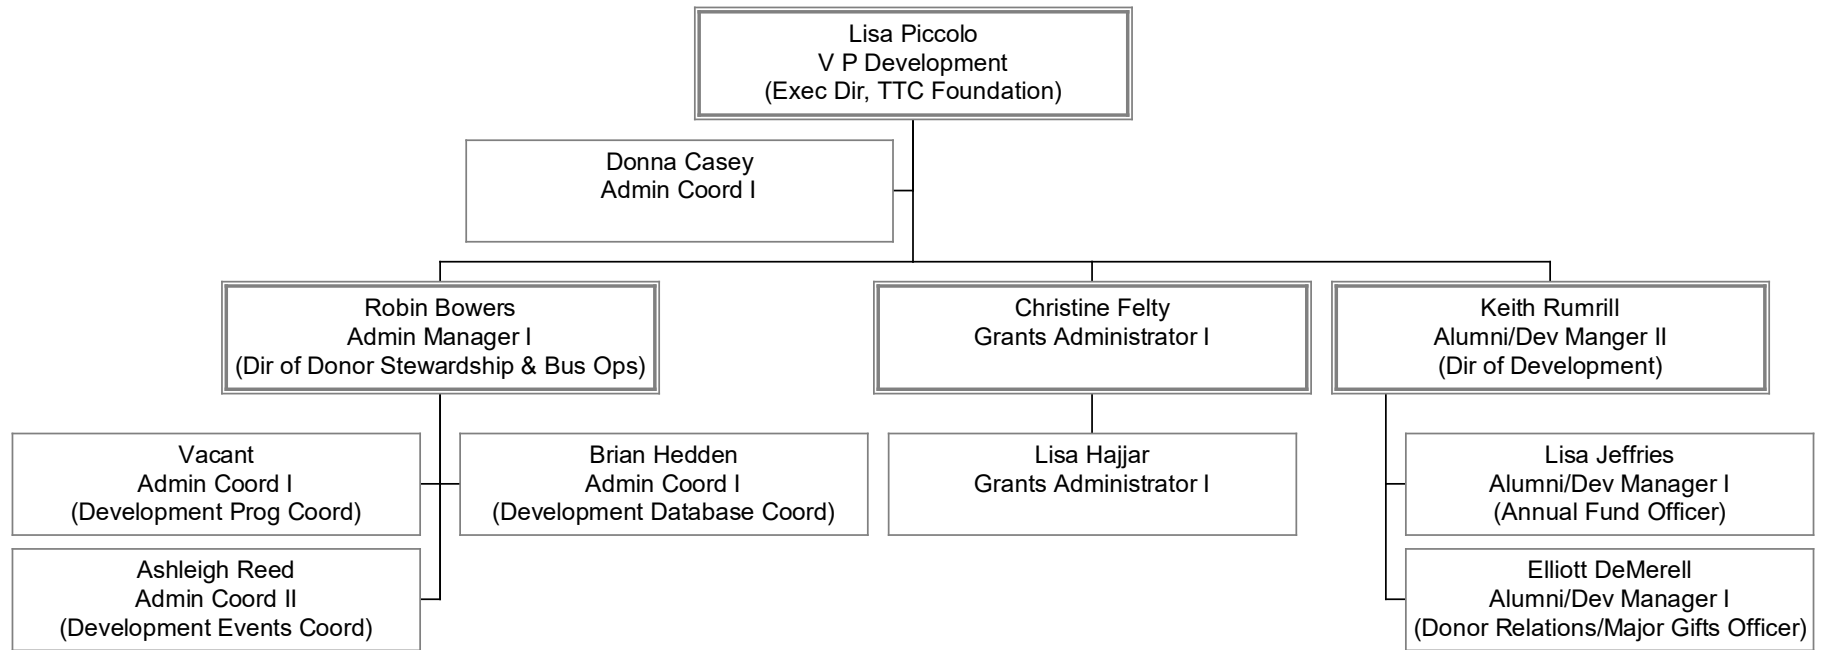 Lisa Piccolo
V P Development
(Exec Dir, TTC Foundation)
Donna Casey
Admin Coord I
Robin Bowers
Admin Manager I
(Dir of Donor Stewardship & Bus Ops)
Christine Felty
Grants Administrator I
Keith Rumrill
Alumni/Dev Manger II
(Dir of Development)
Vacant
Admin Coord I
(Development Prog Coord)
Brian Hedden
Admin Coord I
(Development Database Coord)
Lisa Hajjar
Grants Administrator I
Lisa Jeffries
Alumni/Dev Manager I
(Annual Fund Officer)
Ashleigh Reed
Admin Coord II
(Development Events Coord)
Elliott DeMerell
Alumni/Dev Manager I
(Donor Relations/Major Gifts Officer)